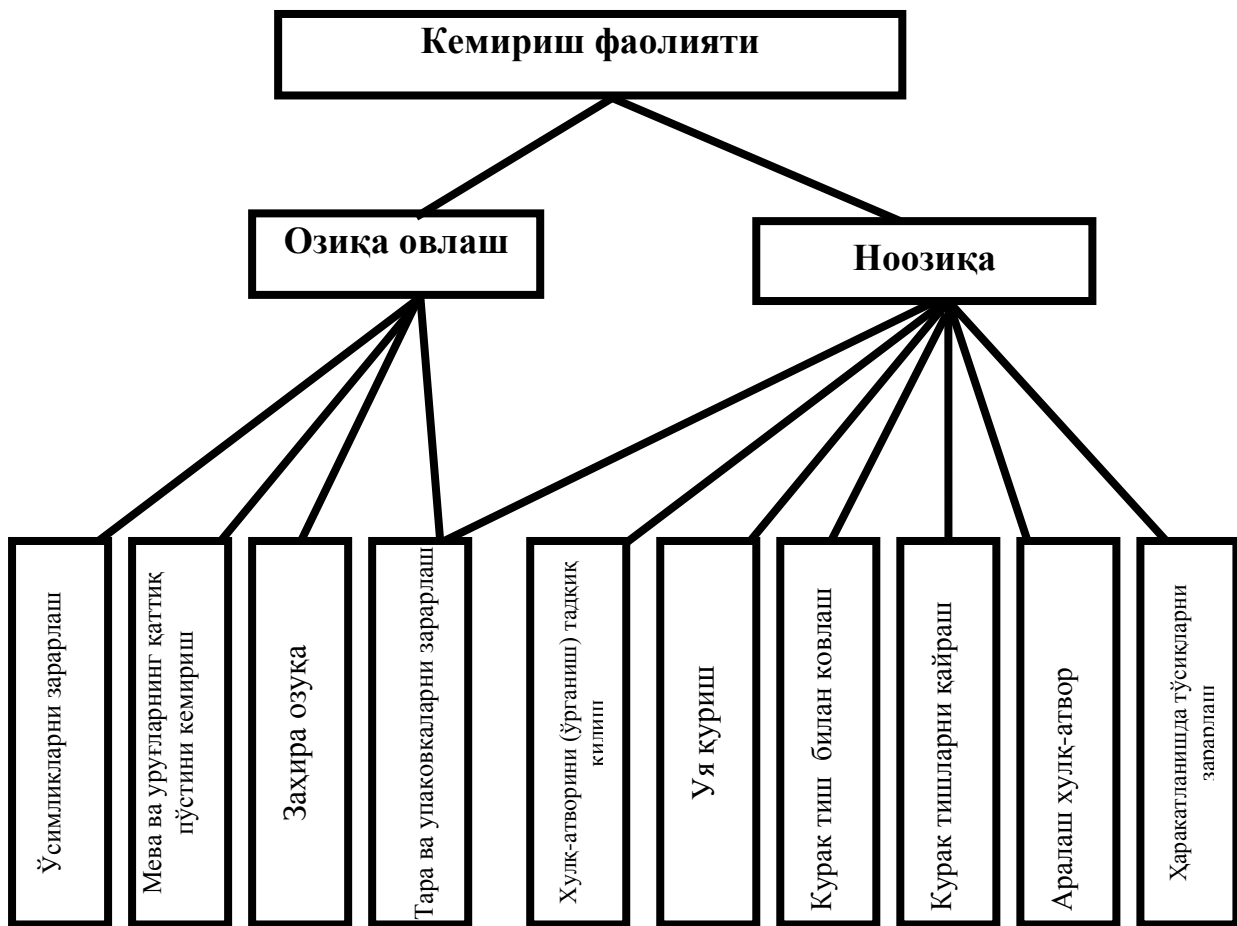 Кемириш фаолияти
Озиқа овлаш
Ноозиқа
Ўсимликларни зарарлаш
Мева ва уруғларнинг қаттиқ
пўстини кемириш
Заҳира озуқа
Тара ва упаковкаларни зарарлаш
Хулқ-атворини (ўрганиш) тадқиқ
килиш
Уя қуриш
Курак тиш билан ковлаш
Курак тишларни қайраш
Аралаш хулқ-атвор
Ҳаракатланишда тўсиқларни
зарарлаш